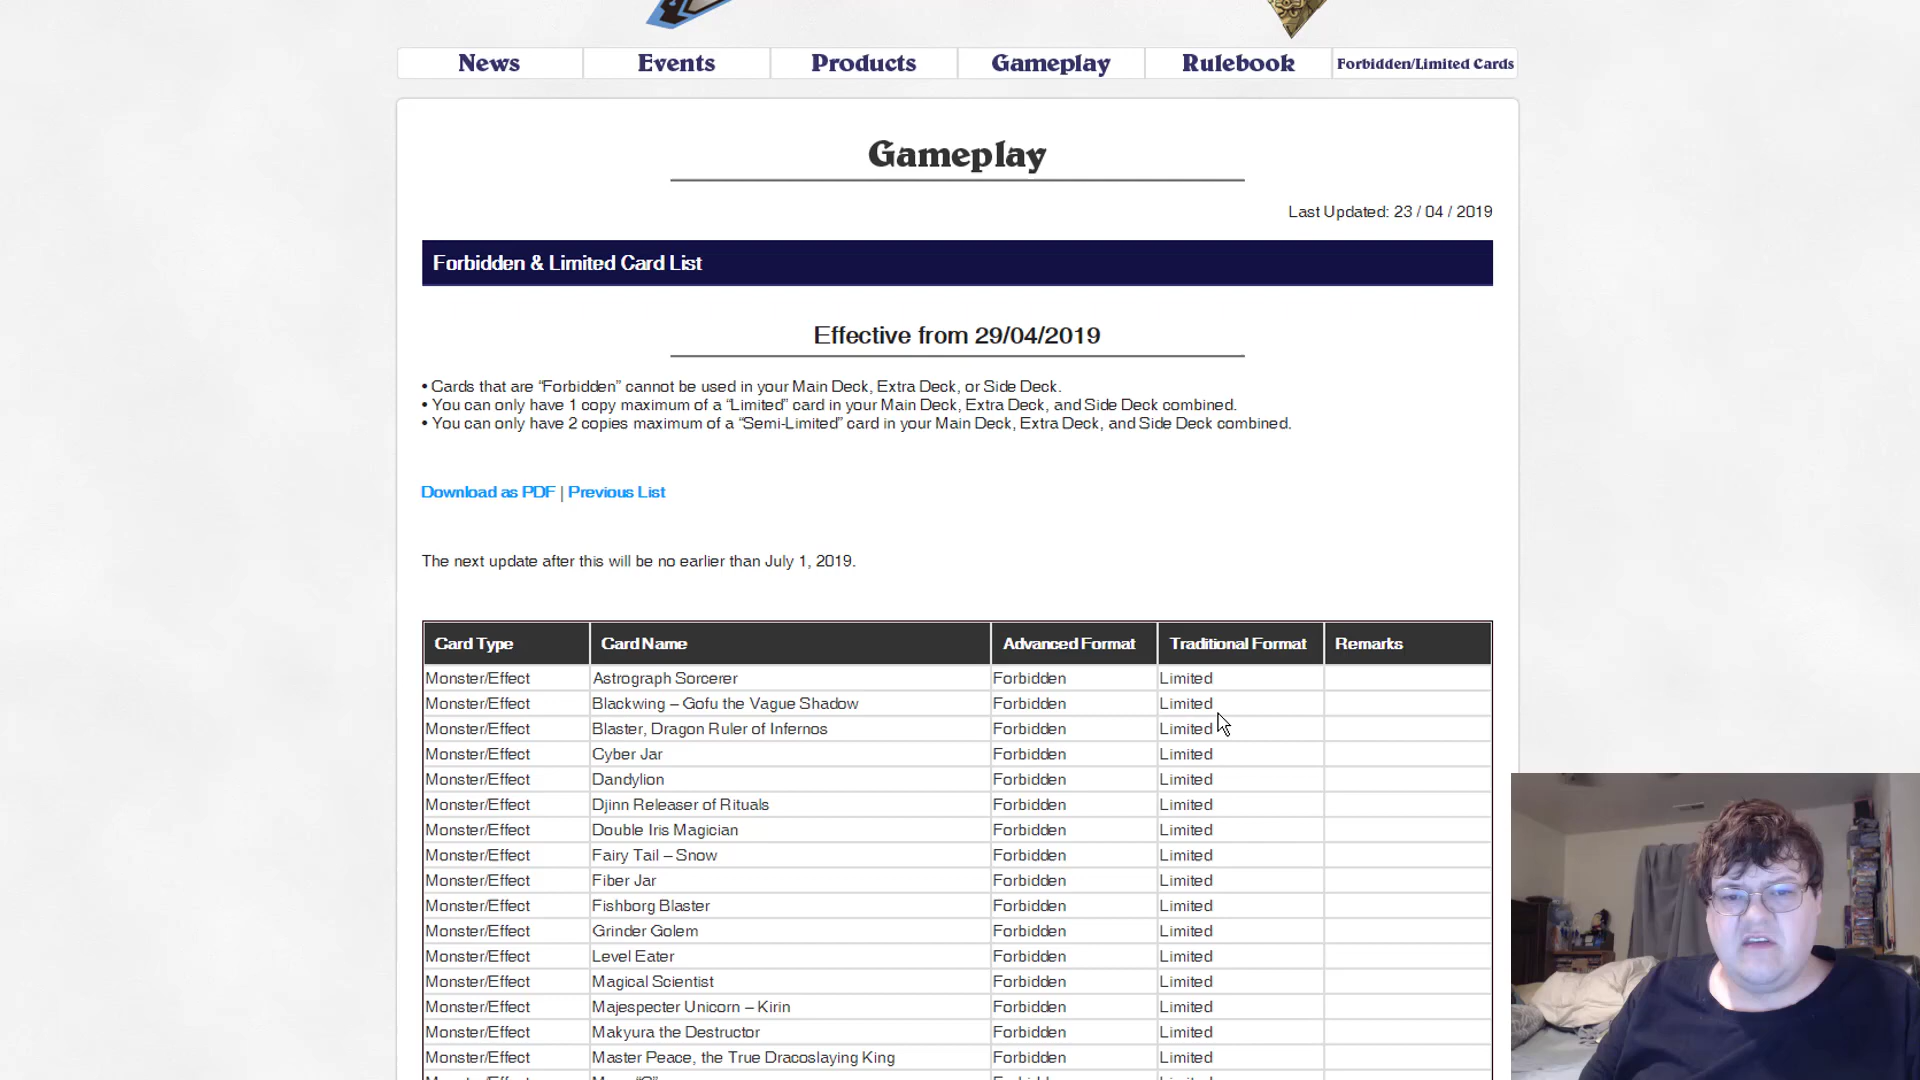 News Events Products Gameplay Rulebook Forbidden/Limited Cards
Gameplay
Last Updated: 23 / 04 / 2019
Forbidden & Limited Card List
Effective from 29/04/2019
• Cards that are “Forbidden” cannot be used in your Main Deck, Extra Deck, or Side Deck.
• You can only have 1 copy maximum of a “Limited” card in your Main Deck, Extra Deck, and Side Deck combined.
• You can only have 2 copies maximum of a “Semi-Limited” card in your Main Deck, Extra Deck, and Side Deck combined.
Download as PDF | Previous List
The next update after this will be no earlier than July 1, 2019.
Card Type Card Name Advanced Format Traditional Format Remarks
Monster/Effect Astrograph Sorcerer Forbidden Limited
Monster/Effect Blackwing – Gofu the Vague Shadow Forbidden Limited
Monster/Effect Blaster, Dragon Ruler of Infernos Forbidden Limited
Monster/Effect Cyber Jar Forbidden Limited
Monster/Effect Dandylion Forbidden Limited
Monster/Effect Djinn Releaser of Rituals Forbidden Limited
Monster/Effect Double Iris Magician Forbidden Limited
Monster/Effect Fairy Tail – Snow Forbidden Limited
Monster/Effect Fiber Jar Forbidden Limited
Monster/Effect Fishborg Blaster Forbidden Limited
Monster/Effect Grinder Golem Forbidden Limited
Monster/Effect Level Eater Forbidden Limited
Monster/Effect Magical Scientist Forbidden Limited
Monster/Effect Majespecter Unicorn – Kirin Forbidden Limited
Monster/Effect Makyura the Destructor Forbidden Limited
Monster/Effect Master Peace, the True Dracoslaying King Forbidden Limited